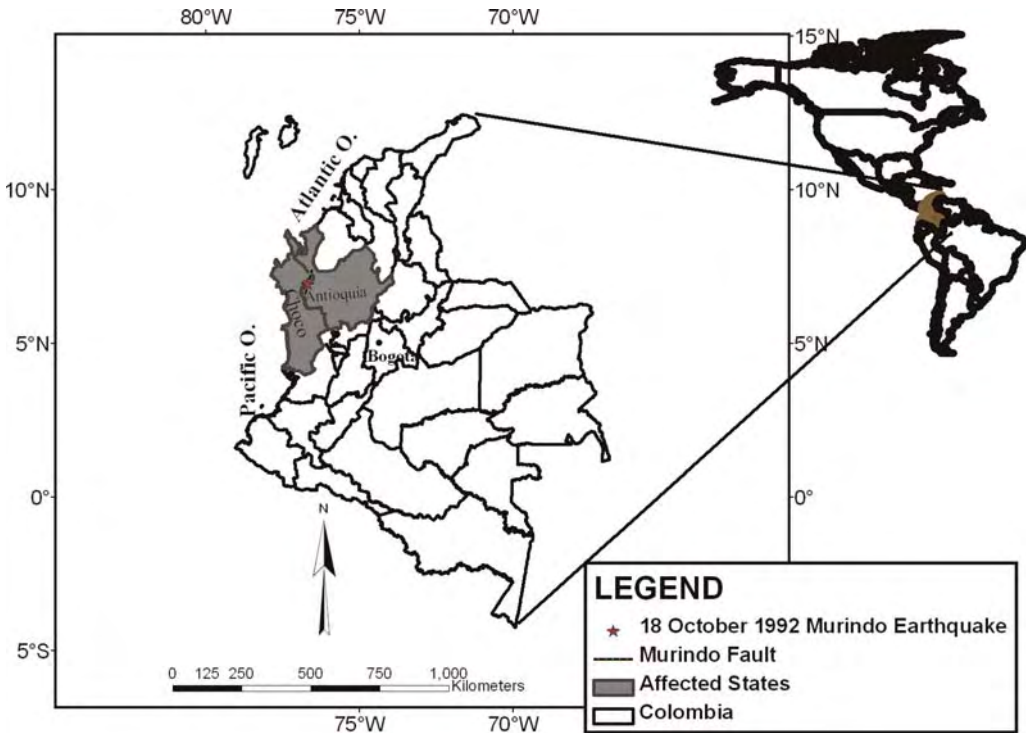 80°W 75°W 70°W
15°N
Atlantic O.
10°N 10°N
Antioquia
Choco
5°N 5°N
Bogota
Pacific O.
0° 0°
N
LEGEND
18 October 1992 Murindo Earthquake
5°S
Murindo Fault
0 125 250 500 750 1,000
Kilometers
Affected States
Colombia
75°W 70°W